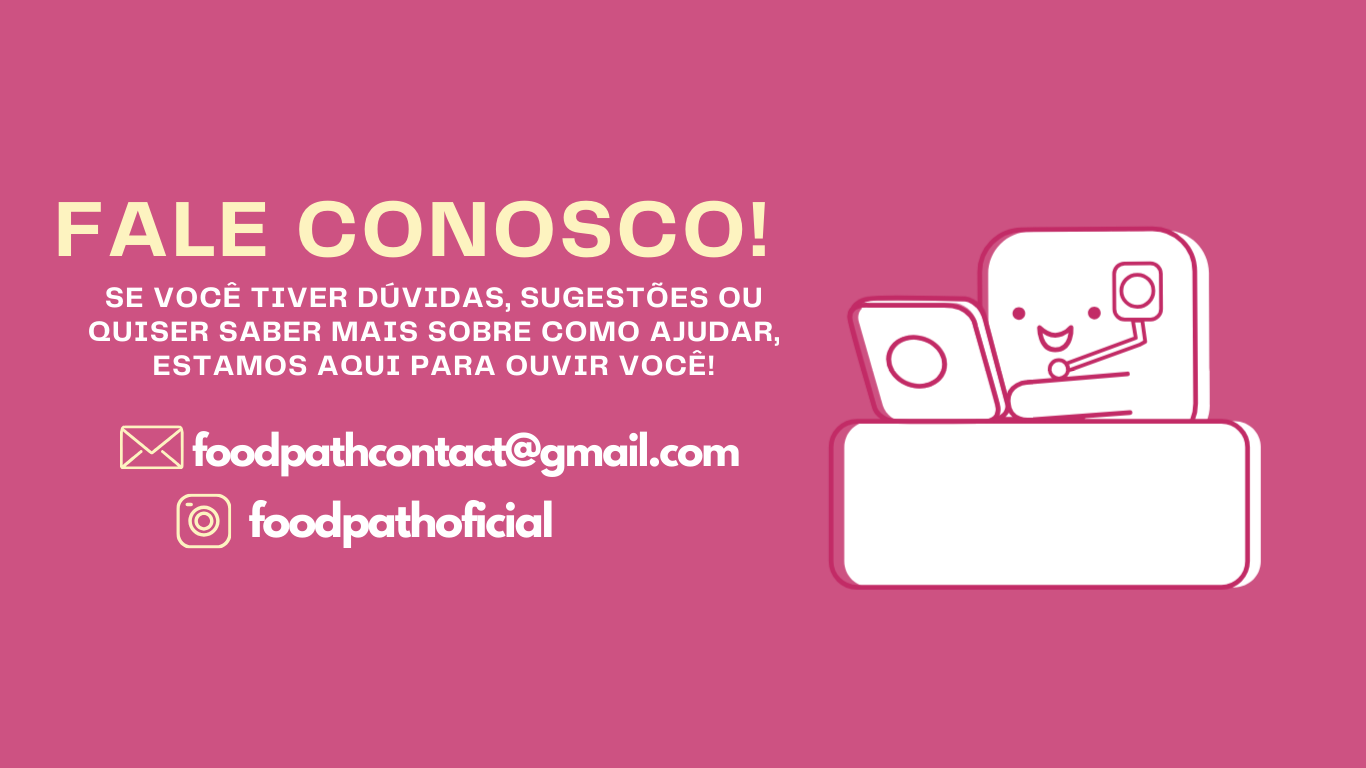 FALE CONOSCO!
SE VOCÊ TIVER DÚVIDAS, SUGESTÕES OU
QUISER SABER MAIS SOBRE COMO AJUDAR,
ESTAMOS AQUI PARA OUVIR VOCÊ!
foodpathcontact@gmail.com
foodpathoficial